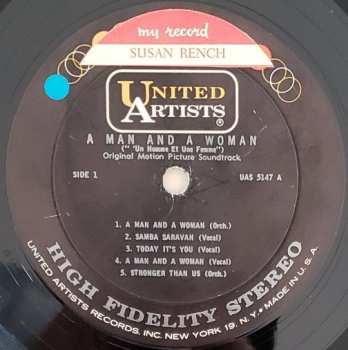 my record
SUSAN RENCH
UNITED
ARTISTS
®
A MAN AND A WOMAN
("Un Homme Et Une Femme")
Original Motion Picture Soundtrack
SIDE 1 UAS 5147 A
1. A MAN AND A WOMAN (Orch.)
2. SAMBA SARAVAH (Vocal)
3. TODAY IT'S YOU (Vocal)
4. A MAN AND A WOMAN (Vocal)
5. STRONGER THAN US (Orch.)
HIGH FIDELITY STEREO
UNITED ARTISTS RECORDS, INC. NEW YORK 19, N.Y. • MADE IN U.S.A.